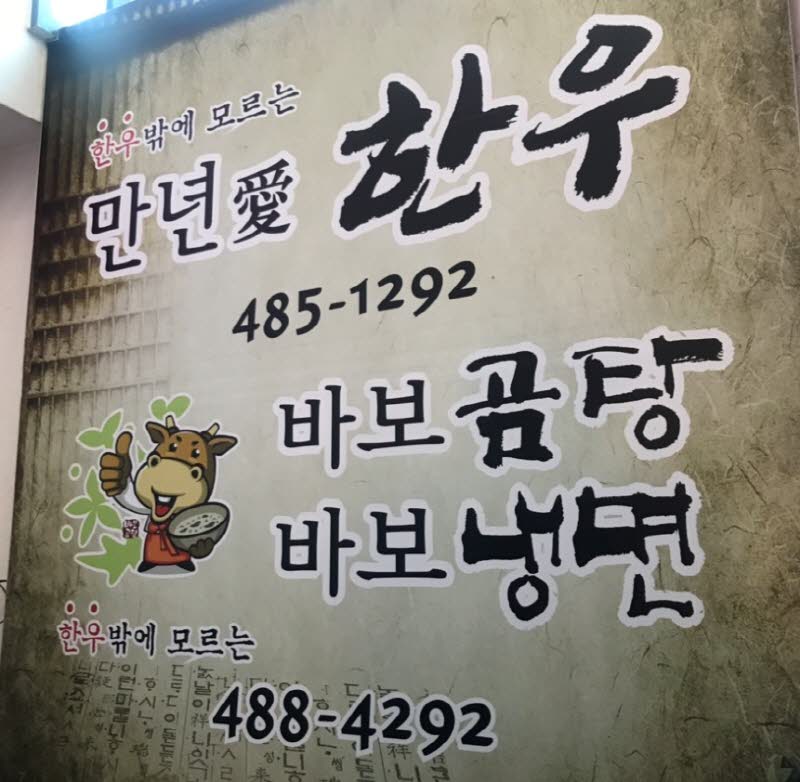 한우밖에 모르는
만년愛 한우
485-1292
바보곰탕
바보냉면
한우밖에 모르는
488-4292